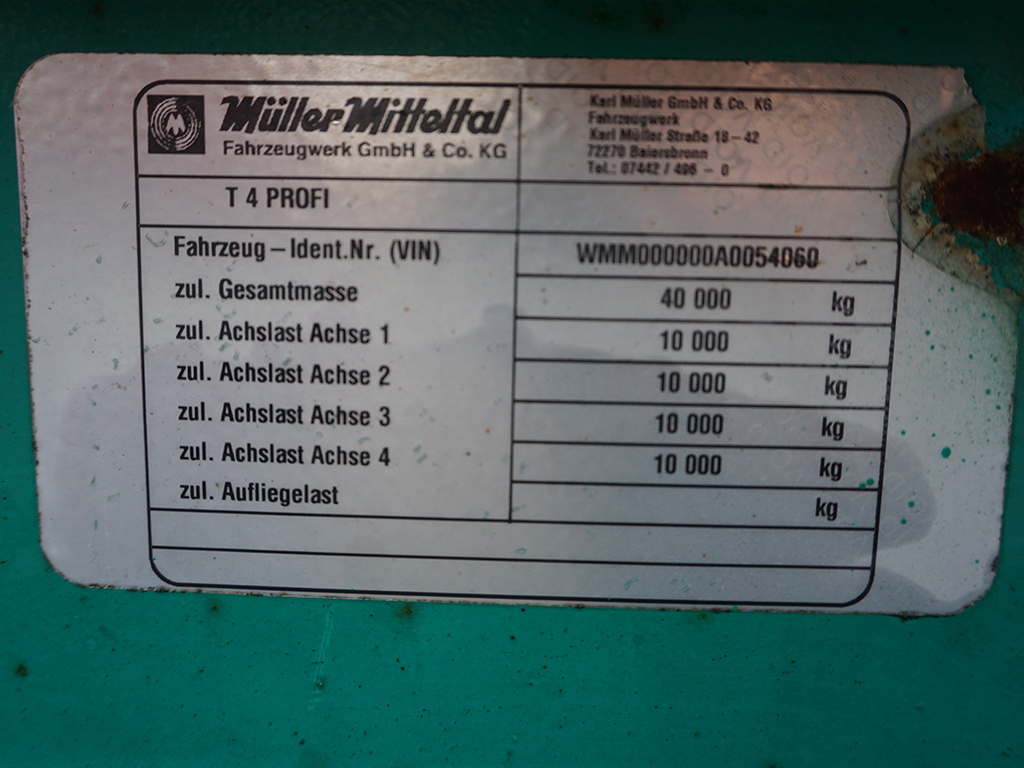 M
Müller Mitteltal
Fahrzeugwerk GmbH & Co. KG
Karl Müller GmbH & Co. KG
Fahrzeugwerk
Karl Müller Straße 18-42
72270 Baiersbronn
Tel.: 07442 / 496 - 0
T 4 PROFI
Fahrzeug-Ident.Nr. (VIN) WMM000000A0054060
zul. Gesamtmasse 40 000 kg
zul. Achslast Achse 1 10 000 kg
zul. Achslast Achse 2 10 000 kg
zul. Achslast Achse 3 10 000 kg
zul. Achslast Achse 4 10 000 kg
zul. Aufliegelast kg